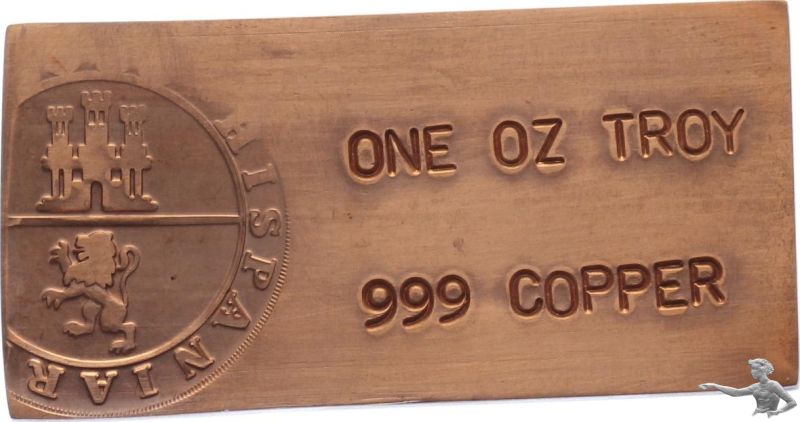 HISPANIAR
ONE OZ TROY
999 COPPER